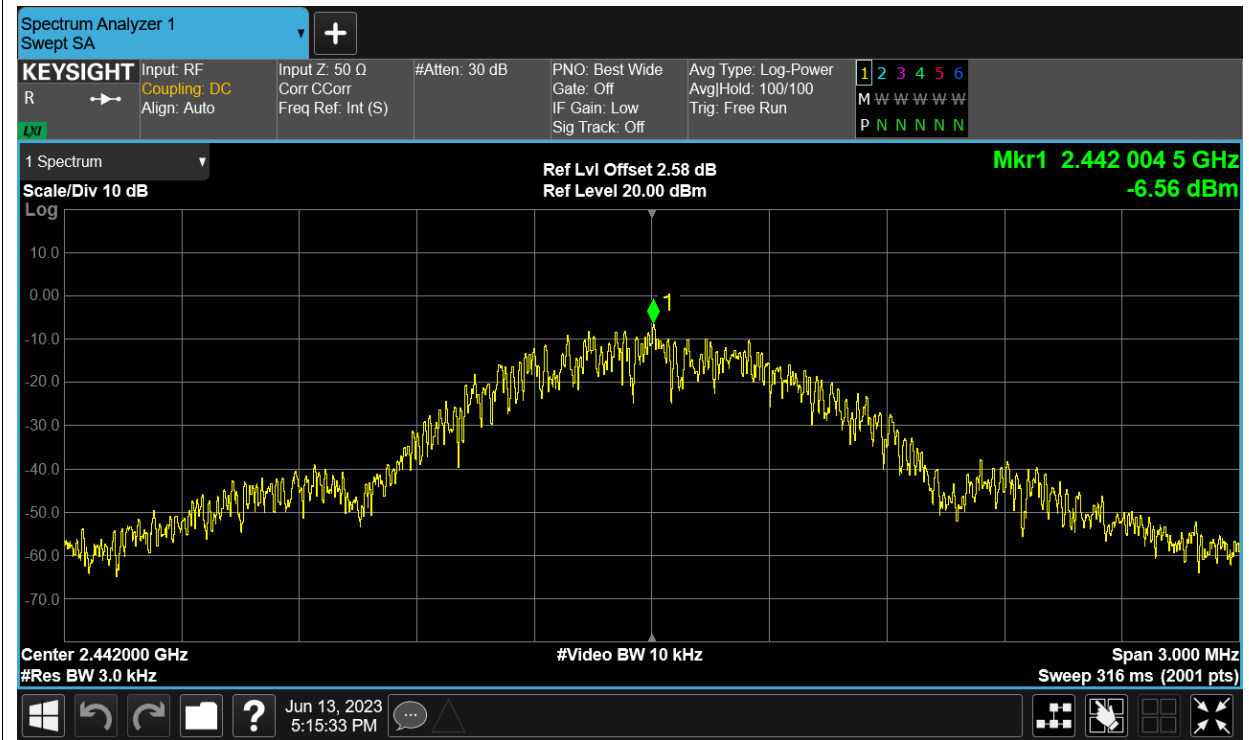 Spectrum Analyzer 1
Swept SA
KEYSIGHT
R
LXI
Input: RF
Coupling: DC
Align: Auto
Input Z: 50 Ω
Corr CCorr
Freq Ref: Int (S)
#Atten: 30 dB
PNO: Best Wide
Gate: Off
IF Gain: Low
Sig Track: Off
Avg Type: Log-Power
Avg|Hold: 100/100
Trig: Free Run
1 2 3 4 5 6
M W W W W W
P N N N N N
1 Spectrum
Scale/Div 10 dB
Log
Ref Lvl Offset 2.58 dB
Ref Level 20.00 dBm
Mkr1 2.442 004 5 GHz
-6.56 dBm
10.0
0.00
-10.0
-20.0
-30.0
-40.0
-50.0
-60.0
-70.0
1
Center 2.442000 GHz
#Res BW 3.0 kHz
#Video BW 10 kHz
Span 3.000 MHz
Sweep 316 ms (2001 pts)
?
Jun 13, 2023
5:15:33 PM